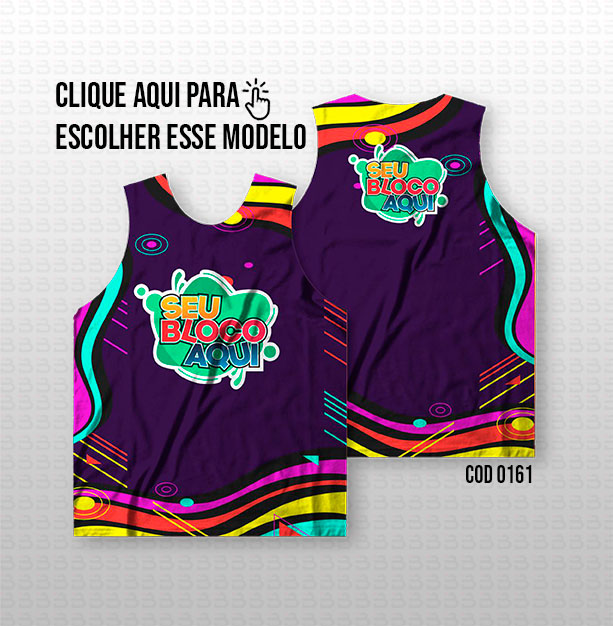 CLIQUE AQUI PARA
ESCOLHER ESSE MODELO
SEU
BLOCO
AQUI
SEU
BLOCO
AQUI
COD 0161